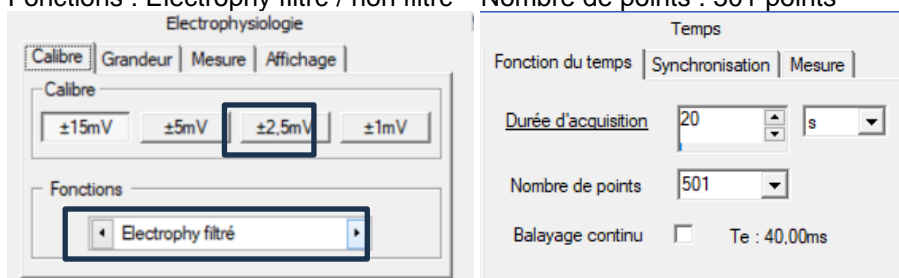 Fonctions : Electrophy filtré / non filtré Nombre de points : 501 points
Electrophysiologie
Calibre Grandeur Mesure Affichage
Calibre
±15mV ±5mV ±2,5mV ±1mV
Fonctions
Electrophy filtré
Temps
Fonction du temps Synchronisation Mesure
Durée d'acquisition 20 s
Nombre de points 501
Balayage continu Te : 40,00ms